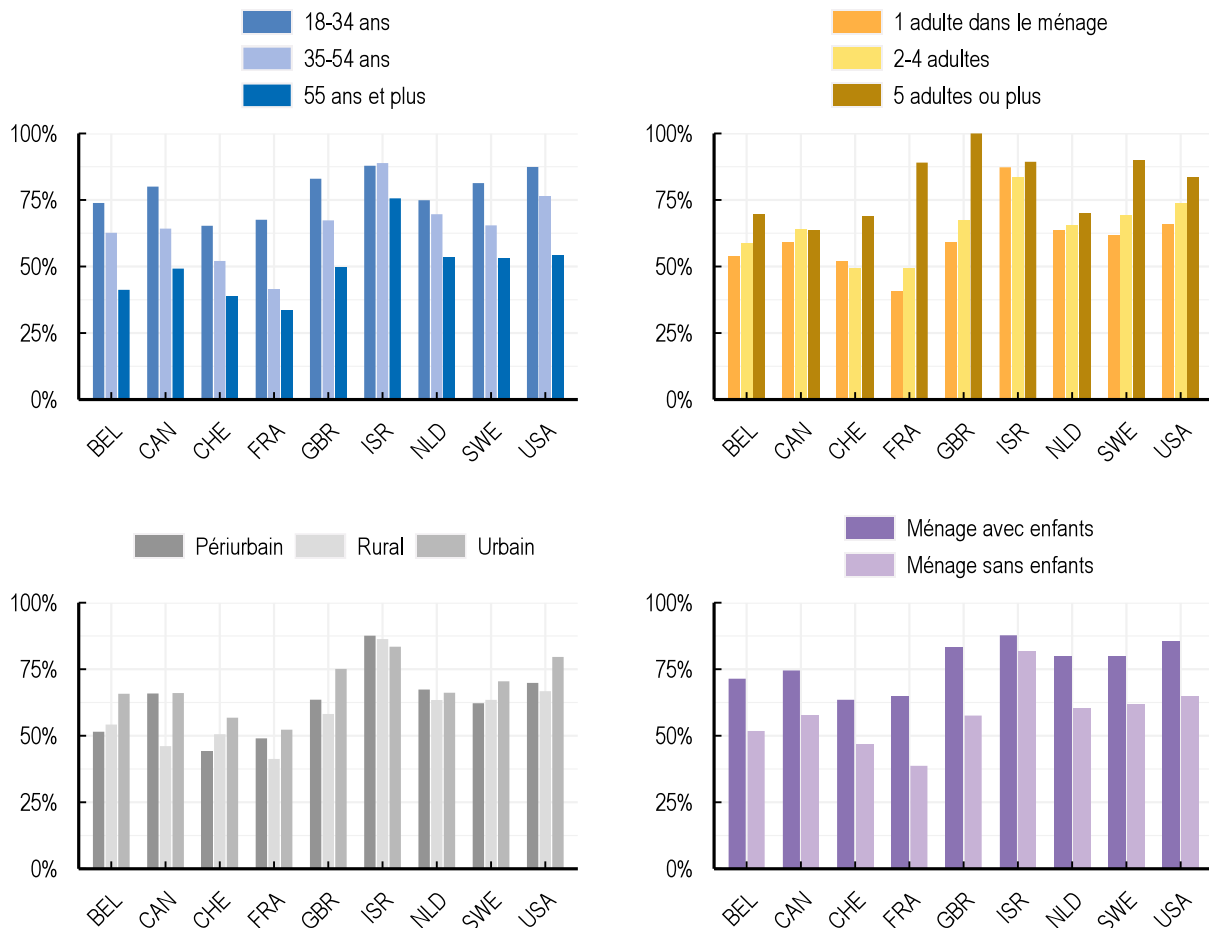 18-34 ans
35-54 ans
55 ans et plus
100%
75%
50%
25%
0%
BEL CAN CHE FRA GBR ISR NLD SWE USA
1 adulte dans le ménage
2-4 adultes
5 adultes ou plus
100%
75%
50%
25%
0%
BEL CAN CHE FRA GBR ISR NLD SWE USA
Périurbain Rural Urbain
100%
75%
50%
25%
0%
BEL CAN CHE FRA GBR ISR NLD SWE USA
Ménage avec enfants
Ménage sans enfants
100%
75%
50%
25%
0%
BEL CAN CHE FRA GBR ISR NLD SWE USA